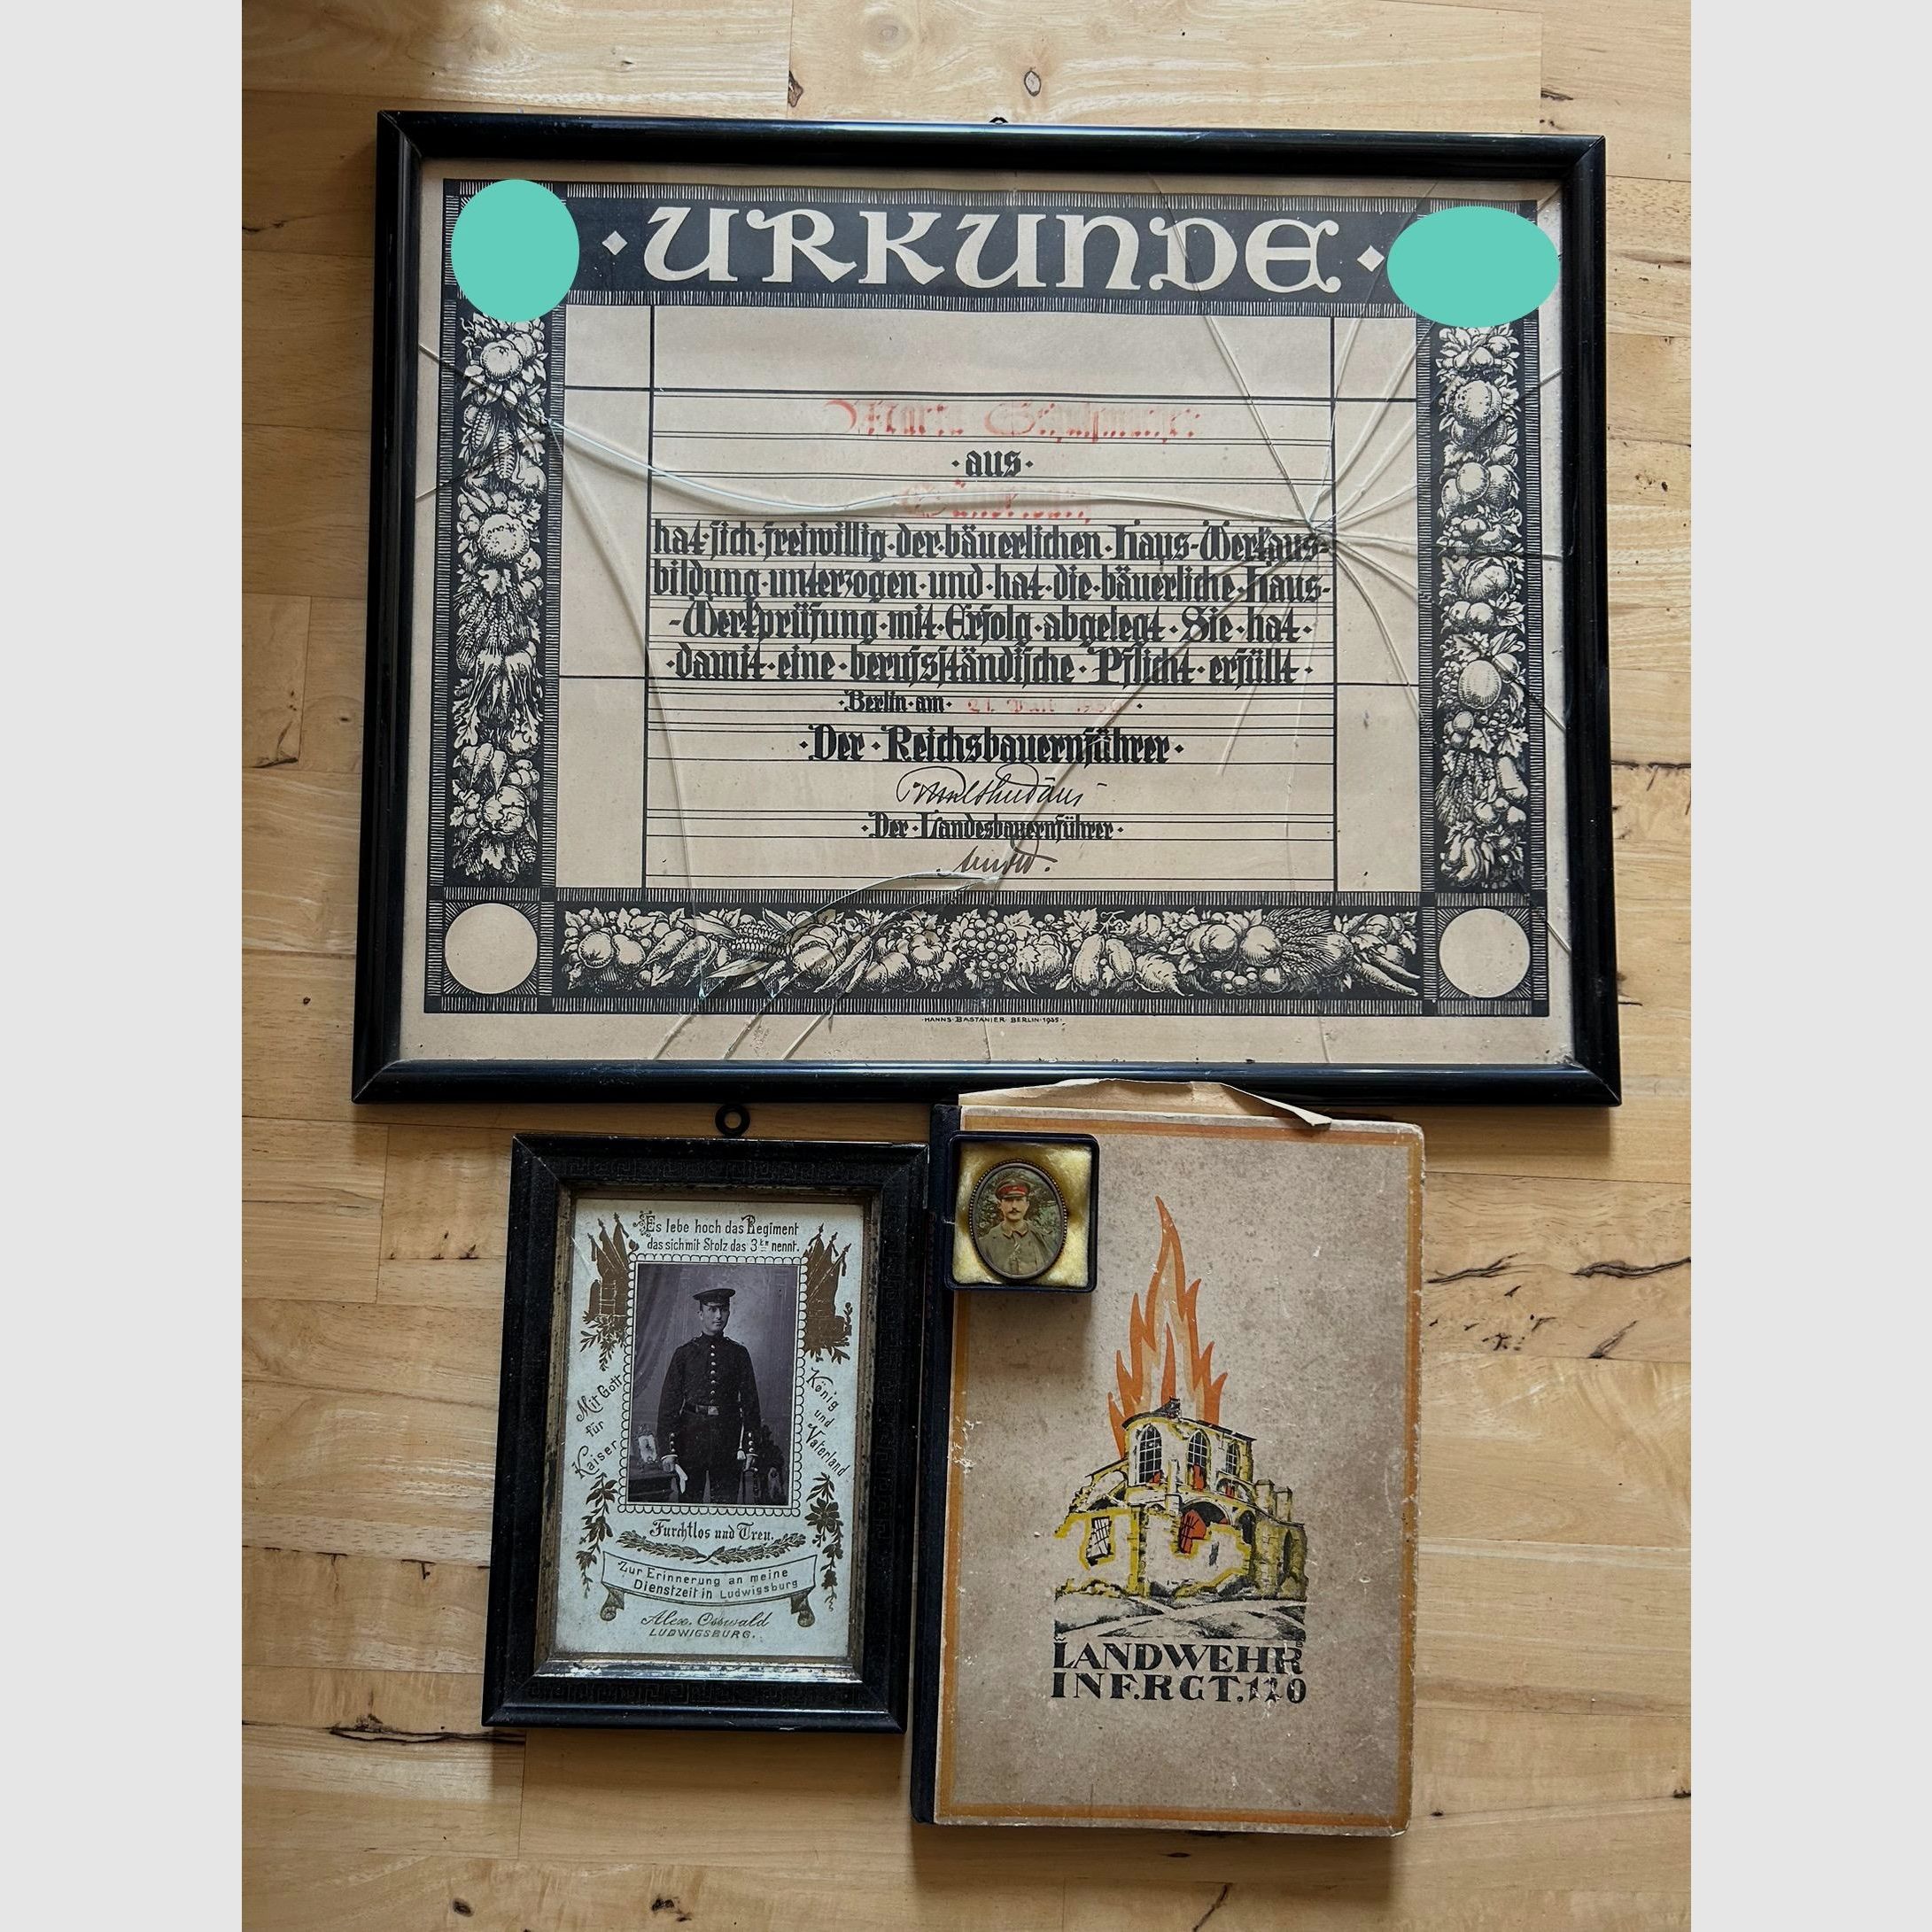 ·URKUNDE·
·aus·
hat·sich·freiwillig·der·bäuerlichen·Haus-Werkaus-
bildung·unterzogen·und·hat·die·bäuerliche·Haus-
-Werkprüfung·mit·Erfolg·abgelegt·Sie·hat·
·damit·eine·berufsständische·Pflicht·erfüllt·
·Berlin·am·
·Der·Reichsbauernführer·
·Der·Landesbauernführer·
·HANNS·BASTANIER·BERLIN·1935·
Es lebe hoch das Regiment
das sich mit Stolz das 3te nennt.
Mit Gott
für
Kaiser
König
und
Vaterland
Furchtlos und Treu.
Zur Erinnerung an meine
Dienstzeit in Ludwigsburg
Alex. Osswald
LUDWIGSBURG.
LANDWEHR
INF.RGT.120